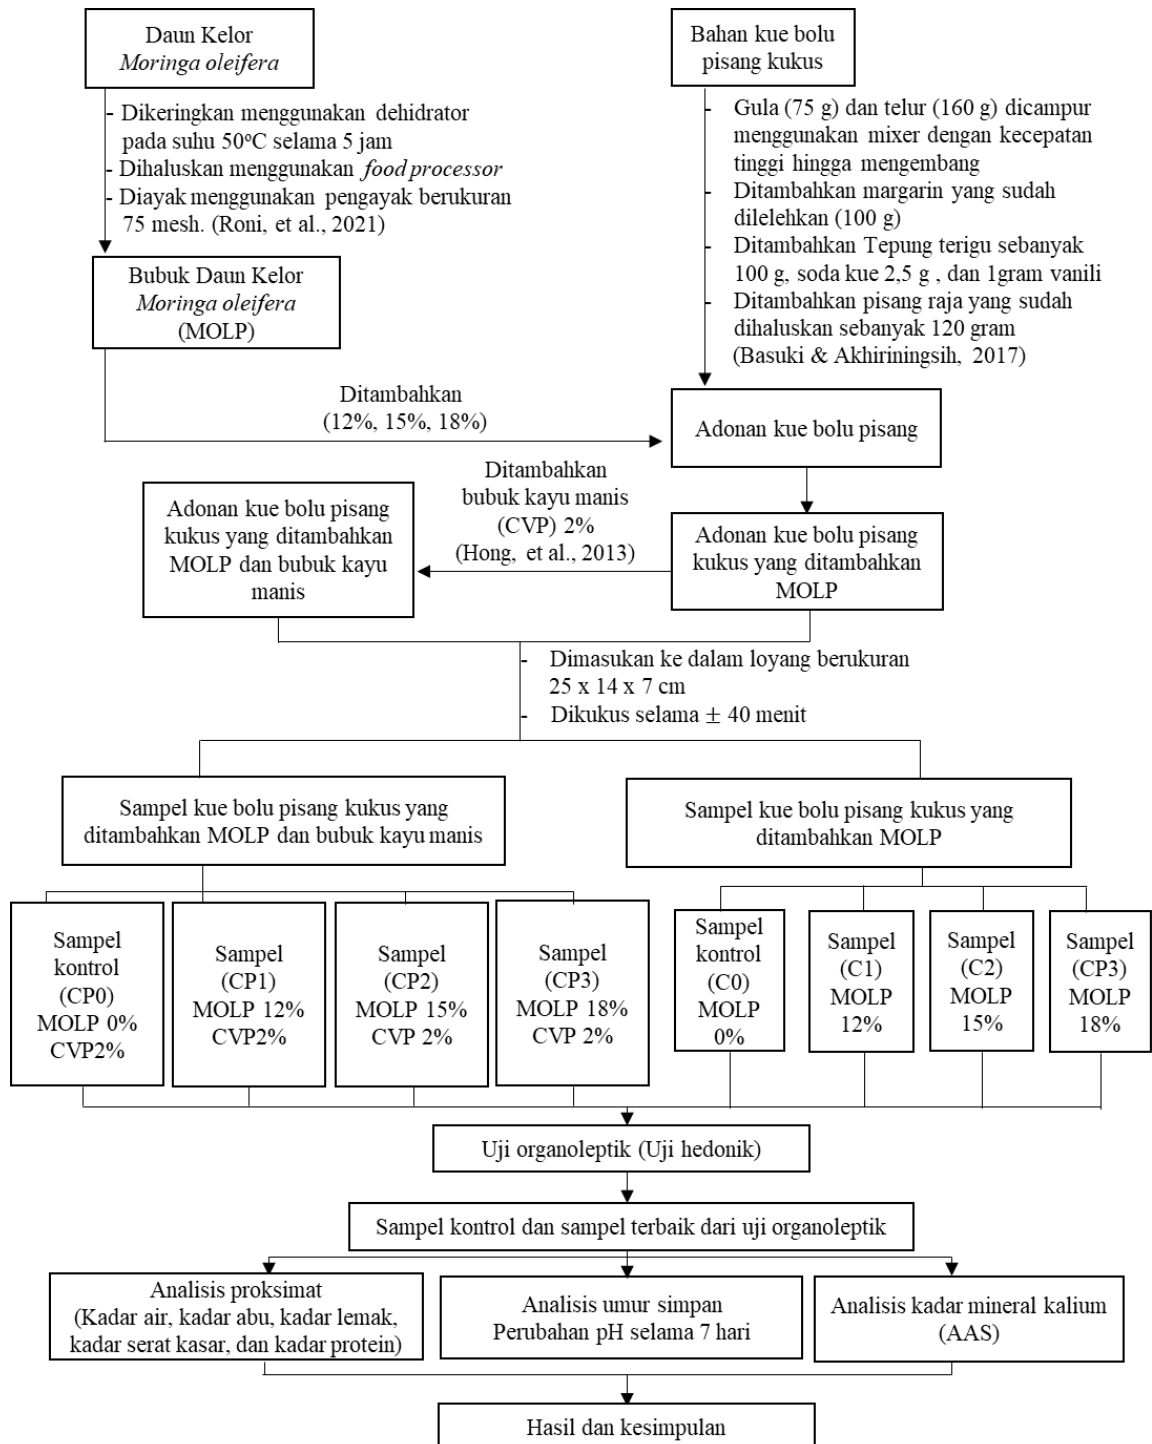 Daun Kelor
Moringa oleifera
- Dikeringkan menggunakan dehidrator
pada suhu 50°C selama 5 jam
- Dihaluskan menggunakan food processor
- Diayak menggunakan pengayak berukuran
75 mesh. (Roni, et al., 2021)
Bubuk Daun Kelor
Moringa oleifera
(MOLP)
Bahan kue bolu
pisang kukus
- Gula (75 g) dan telur (160 g) dicampur
menggunakan mixer dengan kecepatan
tinggi hingga mengembang
- Ditambahkan margarin yang sudah
dilelehkan (100 g)
- Ditambahkan Tepung terigu sebanyak
100 g, soda kue 2,5 g , dan 1gram vanili
- Ditambahkan pisang raja yang sudah
dihaluskan sebanyak 120 gram
(Basuki & Akhiriningsih, 2017)
Ditambahkan
(12%, 15%, 18%)
Adonan kue bolu pisang
Adonan kue bolu pisang
kukus yang ditambahkan
MOLP
Ditambahkan
bubuk kayu manis
(CVP) 2%
(Hong, et al., 2013)
Adonan kue bolu pisang
kukus yang ditambahkan
MOLP dan bubuk kayu
manis
- Dimasukan ke dalam loyang berukuran
25 x 14 x 7 cm
- Dikukus selama ± 40 menit
Sampel kue bolu pisang kukus yang
ditambahkan MOLP dan bubuk kayu manis
Sampel kue bolu pisang kukus yang
ditambahkan MOLP
Sampel
kontrol
(CP0)
MOLP 0%
CVP2%
Sampel
(CP1)
MOLP 12%
CVP2%
Sampel
(CP2)
MOLP 15%
CVP 2%
Sampel
(CP3)
MOLP 18%
CVP 2%
Sampel
kontrol
(C0)
MOLP
0%
Sampel
(C1)
MOLP
12%
Sampel
(C2)
MOLP
15%
Sampel
(CP3)
MOLP
18%
Uji organoleptik (Uji hedonik)
Sampel kontrol dan sampel terbaik dari uji organoleptik
Analisis proksimat
(Kadar air, kadar abu, kadar lemak,
kadar serat kasar, dan kadar protein)
Analisis umur simpan
Perubahan pH selama 7 hari
Analisis kadar mineral kalium
(AAS)
Hasil dan kesimpulan